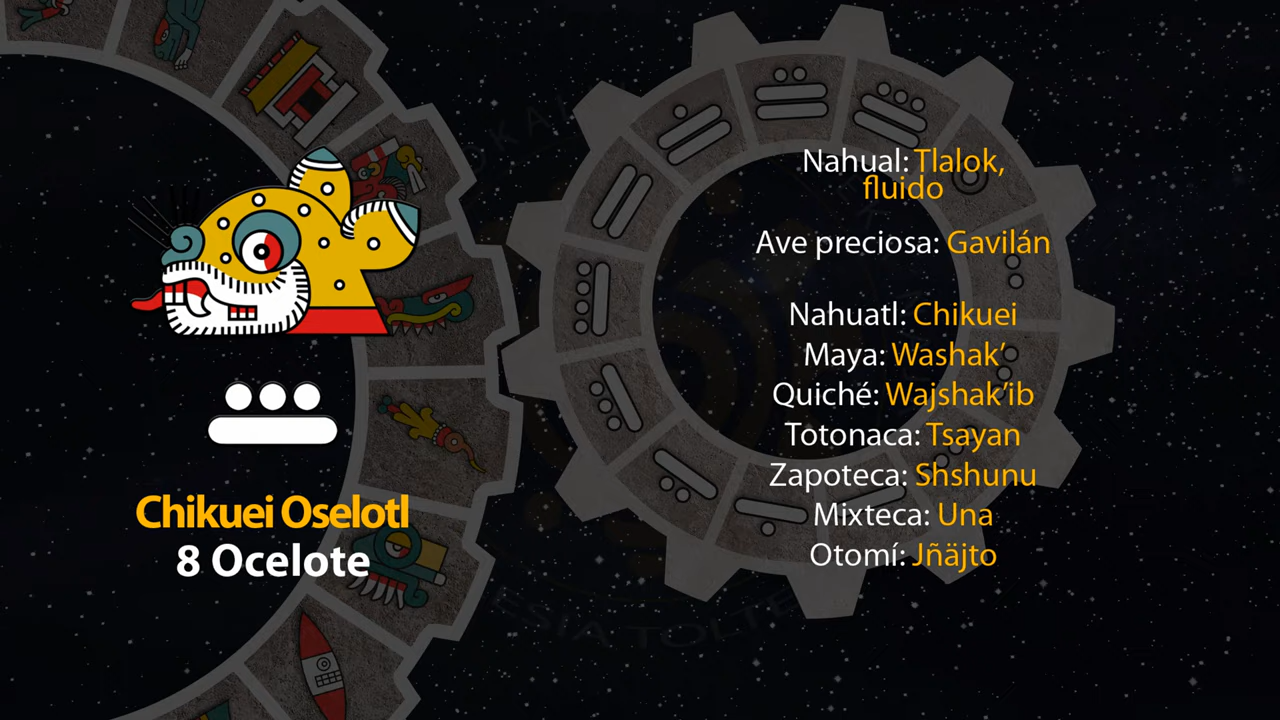 Chikuei Oselotl
8 Ocelote
Nahual: Tlalok,
fluido
Ave preciosa: Gavilán
Nahuatl: Chikuei
Maya: Washak’
Quiché: Wajshak’ib
Totonaca: Tsayan
Zapoteca: Shshunu
Mixteca: Una
Otomí: Jñäjto